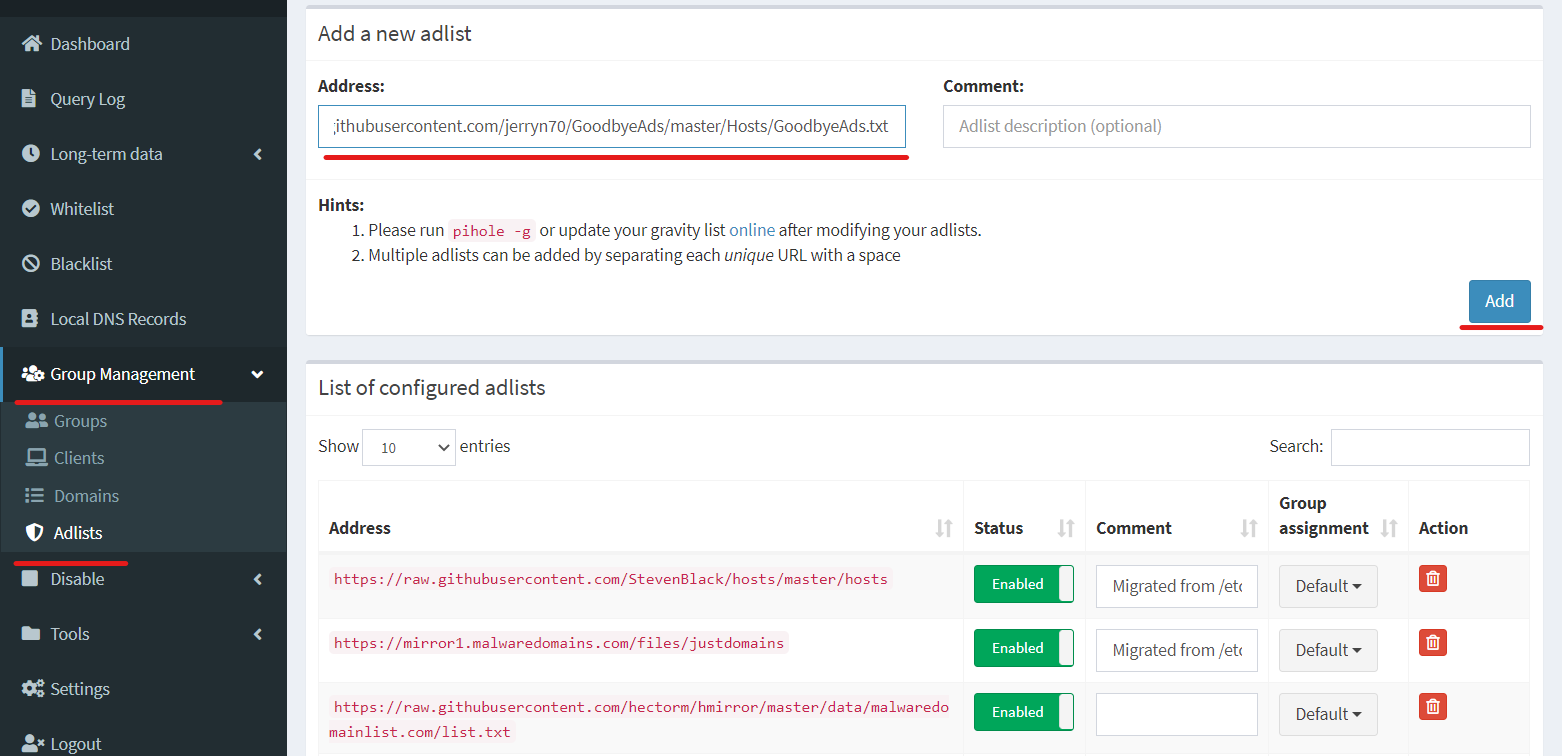 Dashboard
Query Log
Long-term data
Whitelist
Blacklist
Local DNS Records
Group Management
Groups
Clients
Domains
Adlists
Disable
Tools
Settings
Logout
Add a new adlist
Address:
Comment:
githubusercontent.com/jerryn70/GoodbyeAds/master/Hosts/GoodbyeAds.txt
Adlist description (optional)
Hints:
1. Please run pihole -g or update your gravity list online after modifying your adlists.
2. Multiple adlists can be added by separating each unique URL with a space
Add
List of configured adlists
Show 10 entries
Search:
Address
Status
Comment
Group
assignment
Action
https://raw.githubusercontent.com/StevenBlack/hosts/master/hosts
Enabled
Migrated from /etc
Default
https://mirror1.malwaredomains.com/files/justdomains
Enabled
Migrated from /etc
Default
https://raw.githubusercontent.com/hectorm/hmirror/master/data/malwaredo
mainlist.com/list.txt
Enabled
Default